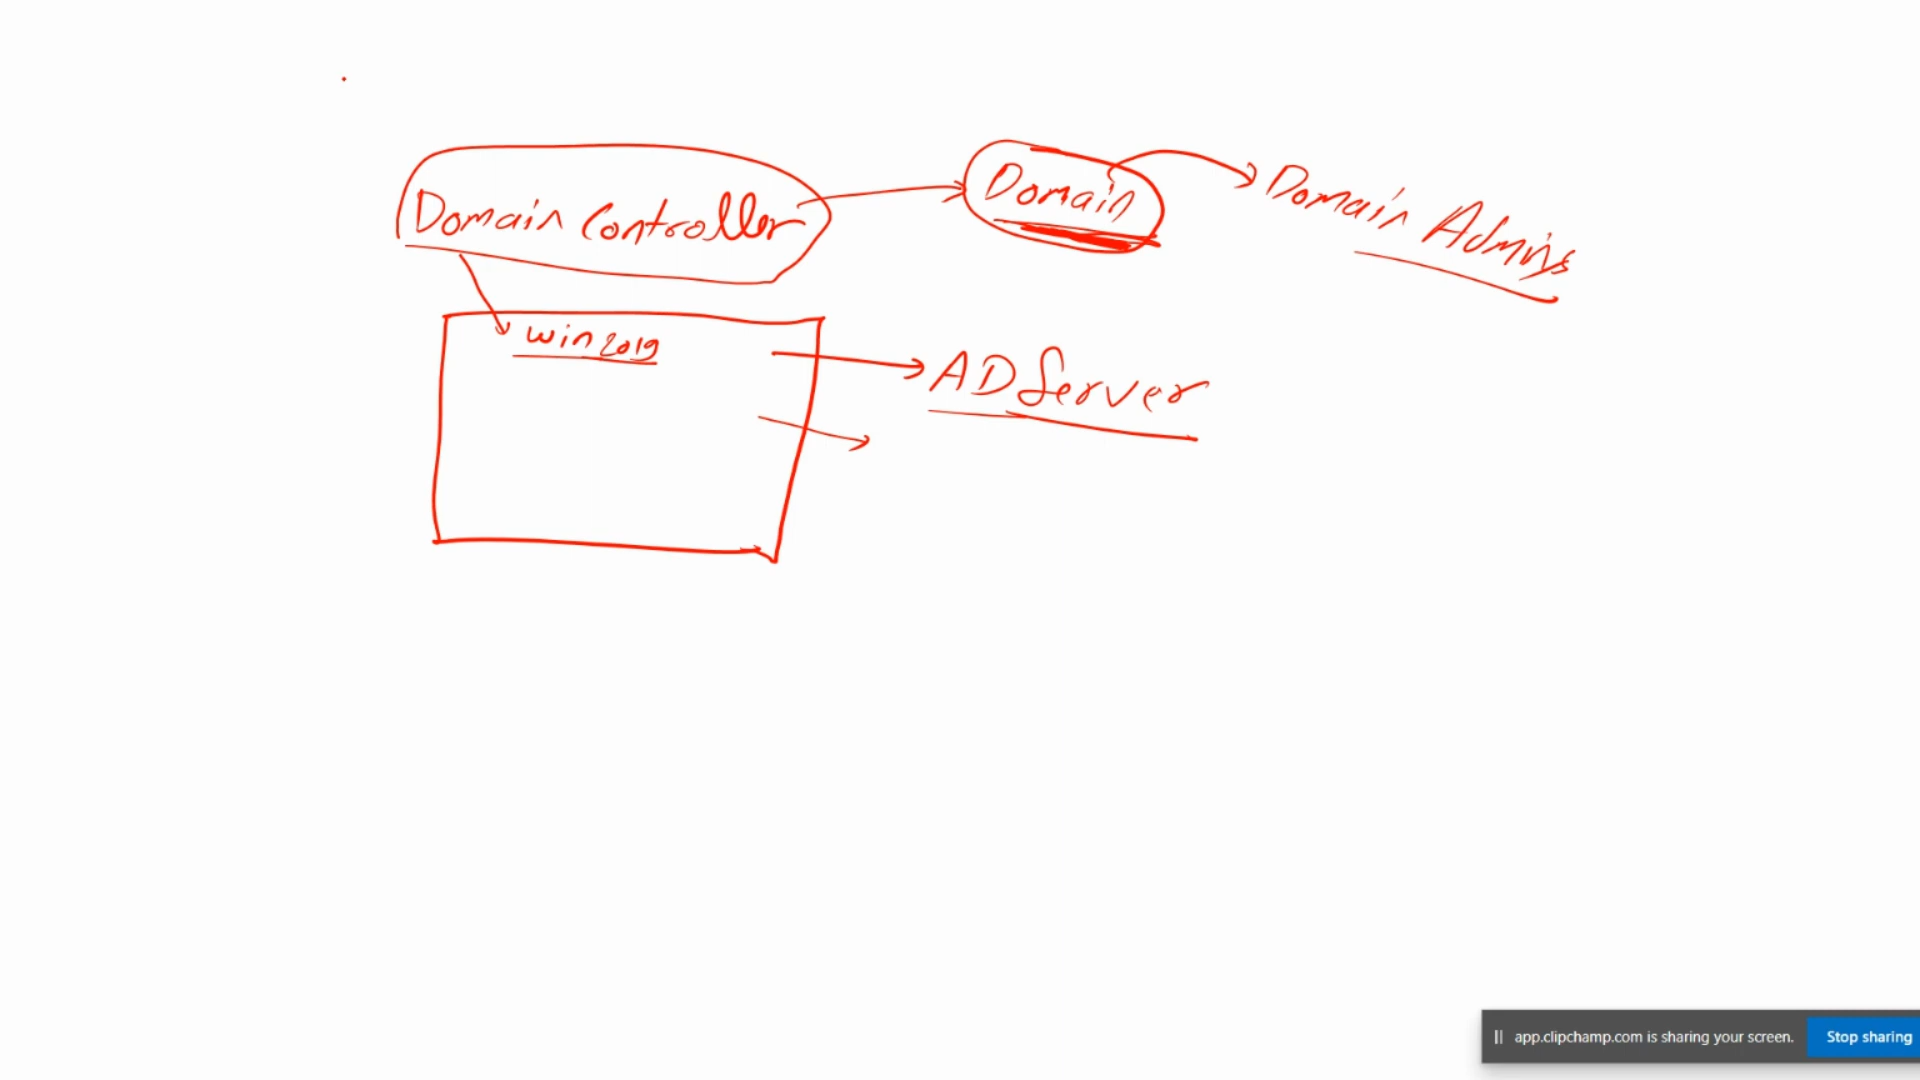 Domain Controller
Domain
Domain Admins
win2019
AD Server
app.clipchamp.com is sharing your screen.
Stop sharing